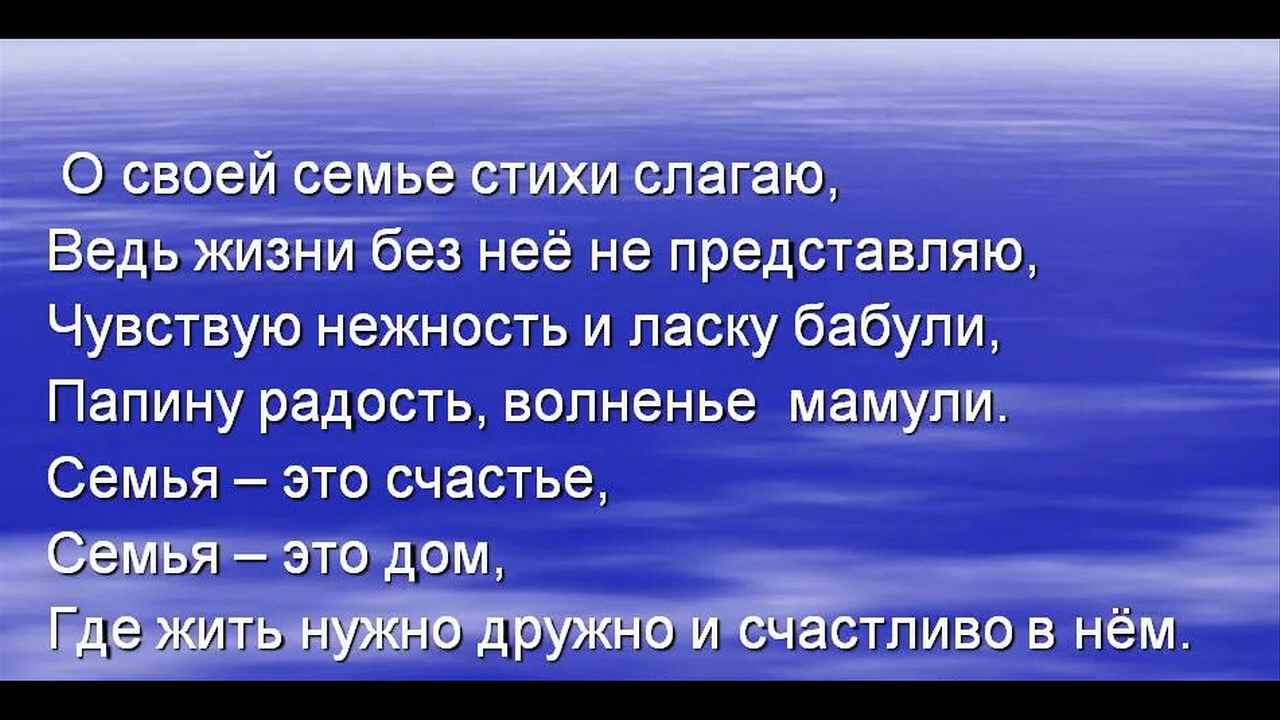 О своей семье стихи слагаю,
Ведь жизни без неё не представляю,
Чувствую нежность и ласку бабули,
Папину радость, волненье мамули.
Семья – это счастье,
Семья – это дом,
Где жить нужно дружно и счастливо в нём.